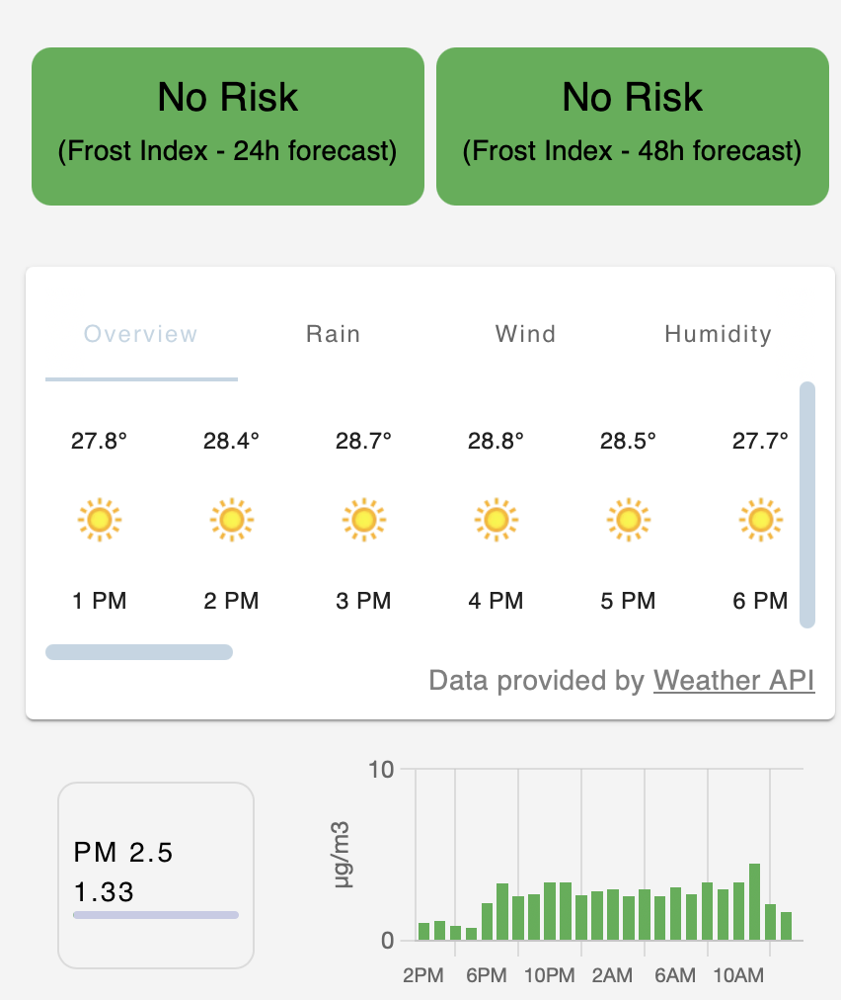 No Risk
(Frost Index - 24h forecast)
No Risk
(Frost Index - 48h forecast)
Overview Rain Wind Humidity
27.8° 28.4° 28.7° 28.8° 28.5° 27.7°
1 PM 2 PM 3 PM 4 PM 5 PM 6 PM
Data provided by Weather API
PM 2.5
1.33
10
µg/m3
0
2PM 6PM 10PM 2AM 6AM 10AM